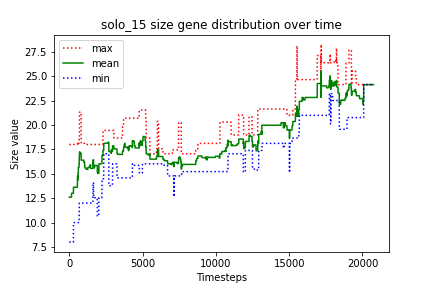 solo_15 size gene distribution over time
max
mean
min
27.5
25.0
22.5
20.0
17.5
15.0
12.5
10.0
7.5
Size value
0 5000 10000 15000 20000
Timesteps